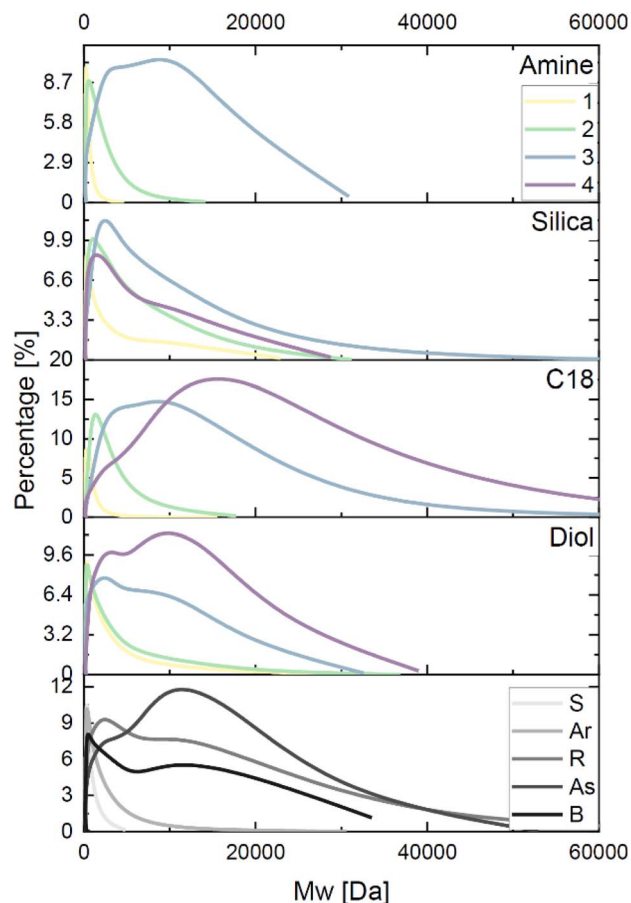 0 20000 40000 60000
Amine
8.7
5.8
2.9
0
1
2
3
4
Silica
9.9
6.6
3.3
20
C18
15
10
5
0
Diol
9.6
6.4
3.2
0
12
9
6
3
0
S
Ar
R
As
B
0 20000 40000 60000
Percentage [%]
Mw [Da]